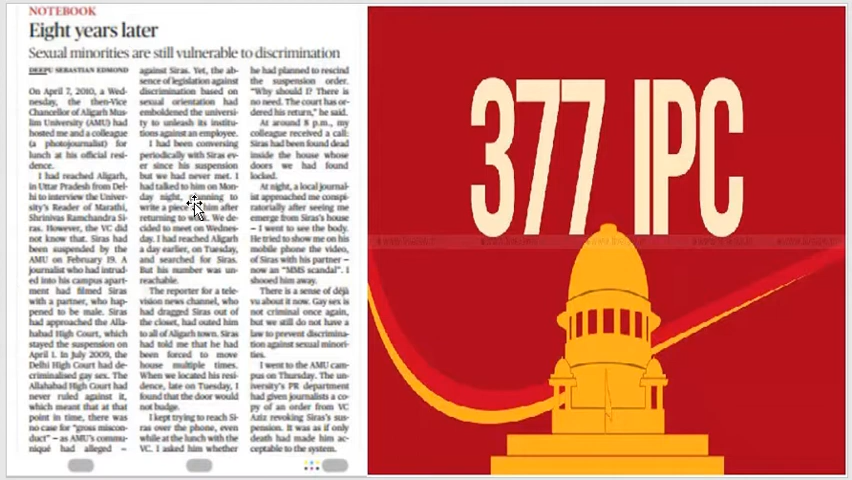 NOTEBOOK
Eight years later
Sexual minorities are still vulnerable to discrimination
DEEPU SEBASTIAN EDMOND
On April 7, 2010, a Wed-
nesday, the then-Vice
Chancellor of Aligarh Mus-
lim University (AMU) had
hosted me and a colleague
(a photojournalist) for
lunch at his official resi-
dence.
I had reached Aligarh,
in Uttar Pradesh from Del-
hi to interview the Univer-
sity's Reader of Marathi,
Shrinivas Ramchandra Si-
ras. However, the VC did
not know that. Siras had
been suspended by the
AMU on February 19. A
journalist who had intrud-
ed into his campus apart-
ment had filmed Siras
with a partner, who hap-
pened to be male. Siras
had approached the Alla-
habad High Court, which
stayed the suspension on
April 1. In July 2009, the
Delhi High Court had de-
criminalised gay sex. The
Allahabad High Court had
never ruled against it,
which meant that at that
point in time, there was
no case for "gross miscon-
duct" – as AMU's commu-
niqué had alleged –
against Siras. Yet, the ab-
sence of legislation against
discrimination based on
sexual orientation had
emboldened the universi-
ty to unleash its institu-
tions against an employee.
I had been conversing
periodically with Siras ev-
er since his suspension
but we had never met. I
had talked to him on Mon-
day night, planning to
write a piece him after
returning to We de-
cided to meet on Wednes-
day. I had reached Aligarh
a day earlier, on Tuesday,
and searched for Siras.
But his number was un-
reachable.
The reporter for a tele-
vision news channel, who
had dragged Siras out of
the closet, had outed him
to all of Aligarh town. Siras
had told me that he had
been forced to move
house multiple times.
When we located his resi-
dence, late on Tuesday, I
found that the door would
not budge.
I kept trying to reach Si-
ras over the phone, even
while at the lunch with the
VC. I asked him whether
he had planned to rescind
the suspension order.
"Why should I? There is
no need. The court has or-
dered his return," he said.
At around 8 p.m., my
colleague received a call:
Siras had been found dead
inside the house whose
doors we had found
locked.
At night, a local journal-
ist approached me conspi-
ratorially after seeing me
emerge from Siras's house
– I went to see the body.
He tried to show me on his
mobile phone the video,
of Siras with his partner –
now an "MMS scandal". I
shooed him away.
There is a sense of déjà
vu about it now. Gay sex is
not criminal once again,
but we still do not have a
law to prevent discrimina-
tion against sexual minori-
ties.
I went to the AMU cam-
pus on Thursday. The un-
iversity's PR department
had given journalists a co-
py of an order from VC
Aziz revoking Siras's sus-
pension. It was as if only
death had made him ac-
ceptable to the system.
377 IPC